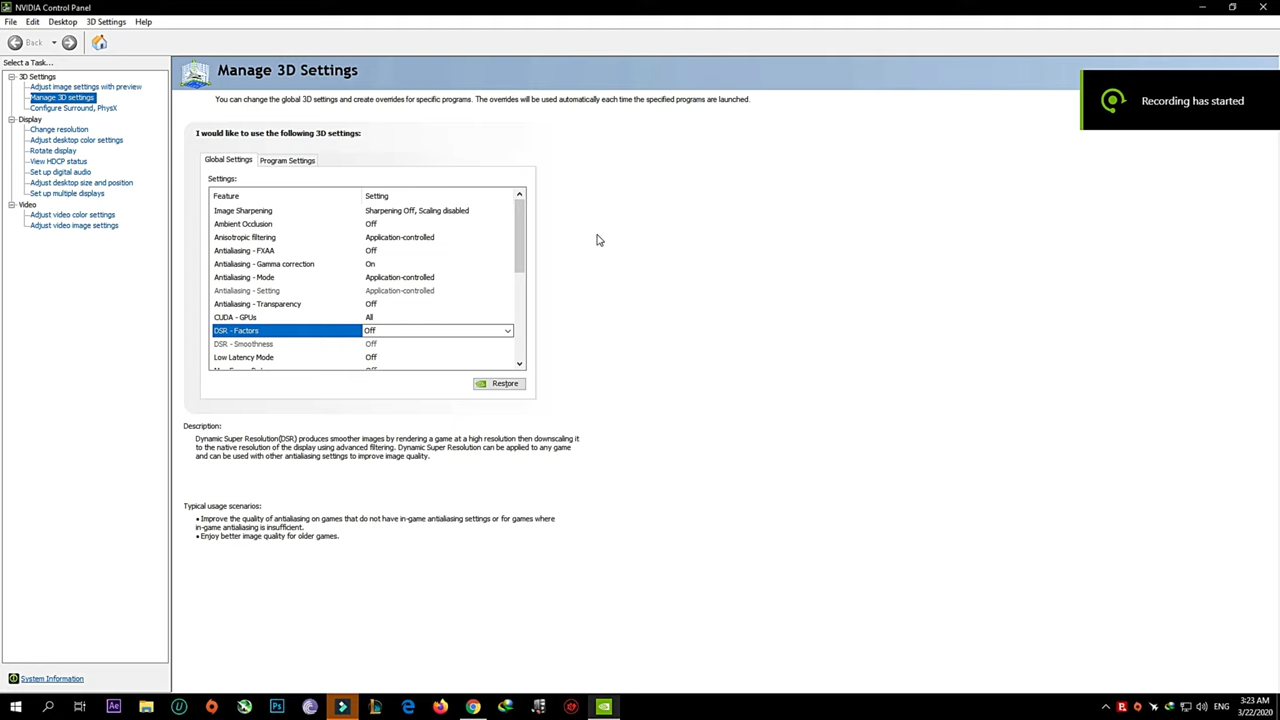 NVIDIA Control Panel
File Edit Desktop 3D Settings Help
Back
Select a Task...
3D Settings
Adjust image settings with preview
Manage 3D settings
Configure Surround, PhysX
Display
Change resolution
Adjust desktop color settings
Rotate display
View HDCP status
Set up digital audio
Adjust desktop size and position
Set up multiple displays
Video
Adjust video color settings
Adjust video image settings
System Information
Manage 3D Settings
You can change the global 3D settings and create overrides for specific programs. The overrides will be used automatically each time the specified programs are launched.
Recording has started
I would like to use the following 3D settings:
Global Settings Program Settings
Settings:
Feature Setting
Image Sharpening Sharpening Off, Scaling disabled
Ambient Occlusion Off
Anisotropic filtering Application-controlled
Antialiasing - FXAA Off
Antialiasing - Gamma correction On
Antialiasing - Mode Application-controlled
Antialiasing - Setting Application-controlled
Antialiasing - Transparency Off
CUDA - GPUs All
DSR - Factors Off
DSR - Smoothness Off
Low Latency Mode Off
Restore
Description:
Dynamic Super Resolution(DSR) produces smoother images by rendering a game at a high resolution then downscaling it
to the native resolution of the display using advanced filtering. Dynamic Super Resolution can be applied to any game
and can be used with other antialiasing settings to improve image quality.
Typical usage scenarios:
• Improve the quality of antialiasing on games that do not have in-game antialiasing settings or for games where
in-game antialiasing is insufficient.
• Enjoy better image quality for older games.
Ae
Ps
ENG
3:23 AM
3/22/2020